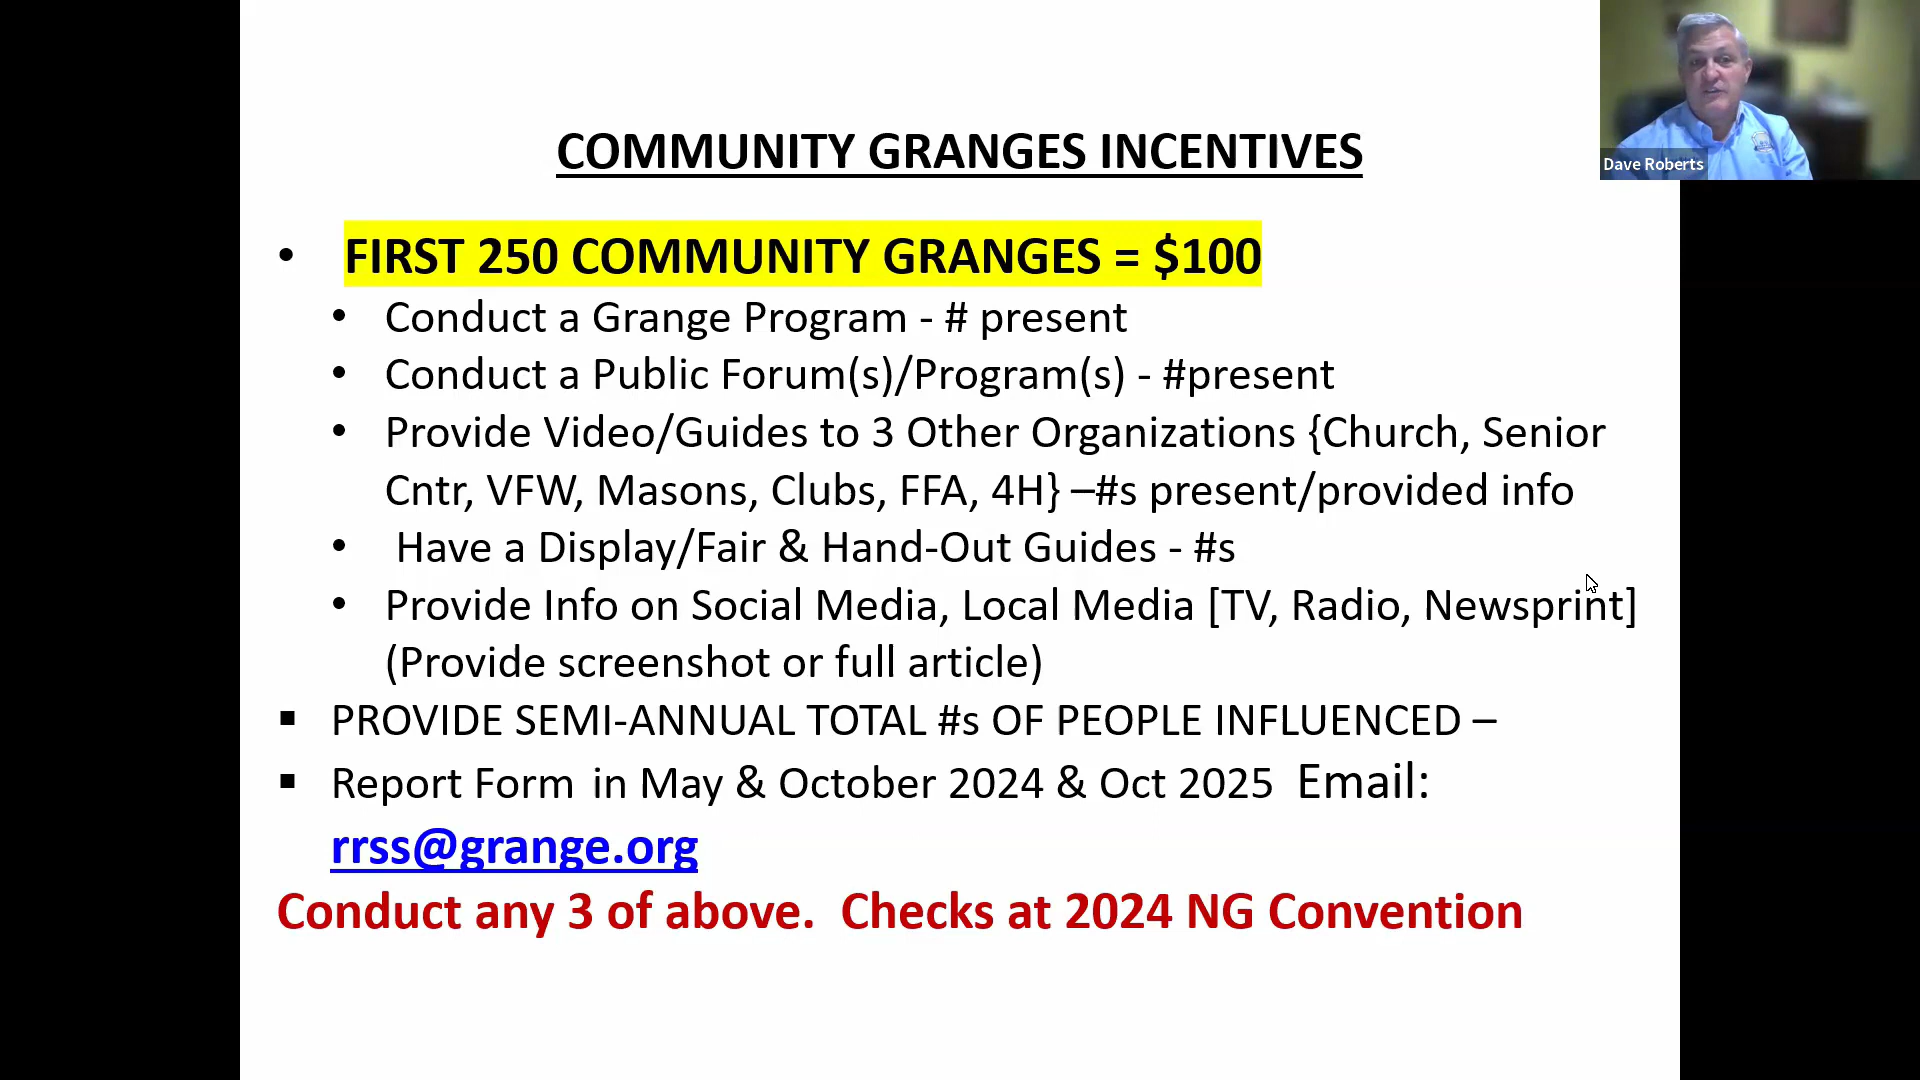 COMMUNITY GRANGES INCENTIVES
Dave Roberts
• FIRST 250 COMMUNITY GRANGES = $100
• Conduct a Grange Program - # present
• Conduct a Public Forum(s)/Program(s) - #present
• Provide Video/Guides to 3 Other Organizations {Church, Senior
Cntr, VFW, Masons, Clubs, FFA, 4H} –#s present/provided info
• Have a Display/Fair & Hand-Out Guides - #s
• Provide Info on Social Media, Local Media [TV, Radio, Newsprint]
(Provide screenshot or full article)
▪ PROVIDE SEMI-ANNUAL TOTAL #s OF PEOPLE INFLUENCED –
▪ Report Form in May & October 2024 & Oct 2025 Email:
rrss@grange.org
Conduct any 3 of above. Checks at 2024 NG Convention